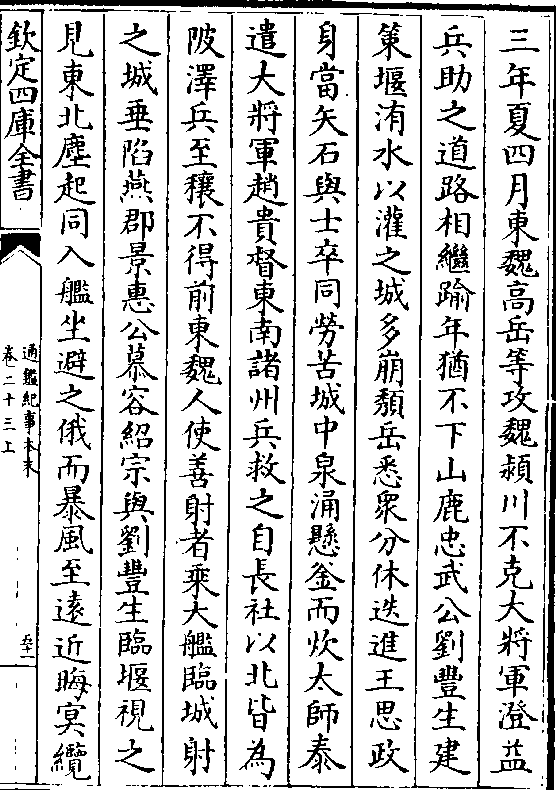 三年夏四月東魏高岳等攻魏潁川不克大將軍澄益
兵助之道路相繼踰年猶不下山鹿忠武公劉豐生建
策堰洧水以灌之城多崩頽岳悉衆分休迭進王思政
身當矢石與士卒同勞苦城中泉涌懸釜而炊太師泰
遣大將軍趙貴督東南諸州兵救之自長社以北皆為
陂澤兵至穰不得前東魏人使善射者乘大艦臨城射
之城垂陷燕郡景惠公慕容紹宗與劉豐生臨堰視之
見東北塵起同入艦坐避之俄而暴風至遠近晦冥纜
欽定四庫全書
通鑑紀事本末
卷二十三上